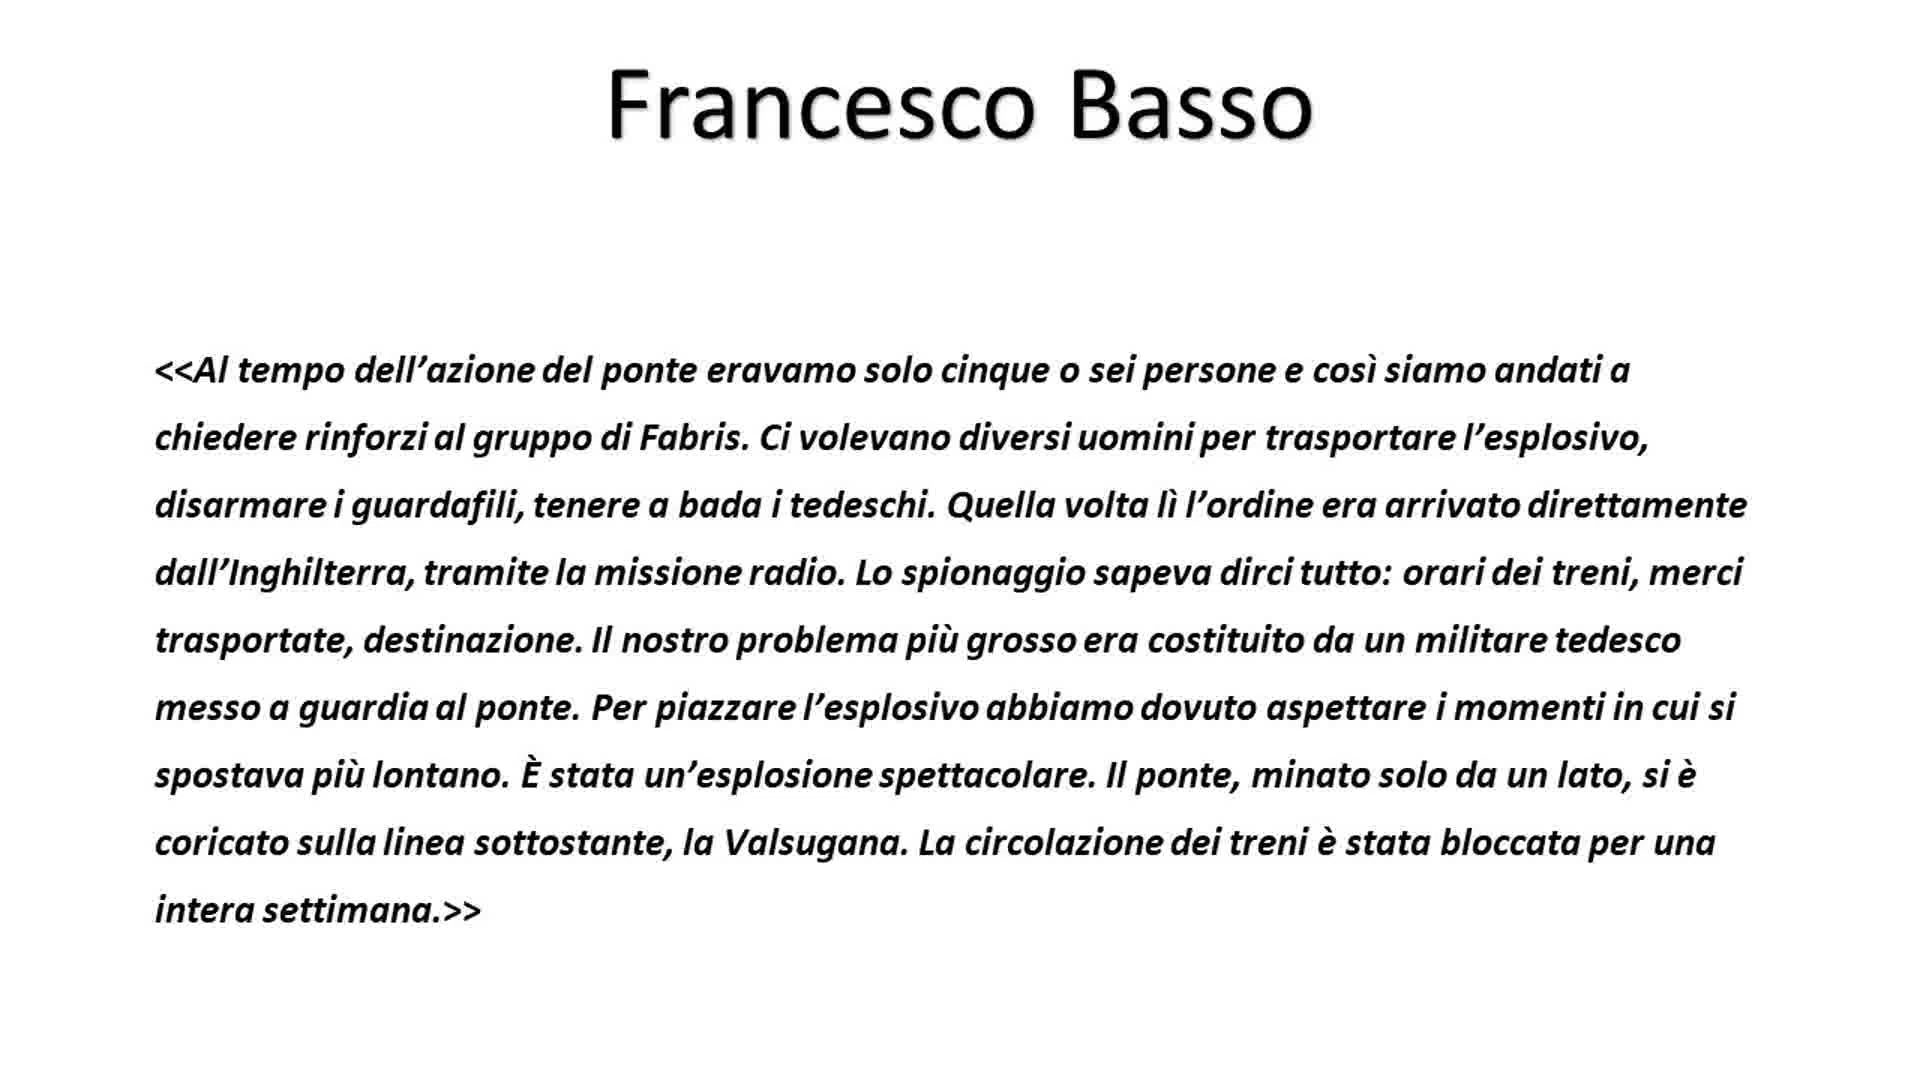 Francesco Basso
<<Al tempo dell’azione del ponte eravamo solo cinque o sei persone e così siamo andati a
chiedere rinforzi al gruppo di Fabris. Ci volevano diversi uomini per trasportare l’esplosivo,
disarmare i guardafili, tenere a bada i tedeschi. Quella volta lì l’ordine era arrivato direttamente
dall’Inghilterra, tramite la missione radio. Lo spionaggio sapeva dirci tutto: orari dei treni, merci
trasportate, destinazione. Il nostro problema più grosso era costituito da un militare tedesco
messo a guardia al ponte. Per piazzare l’esplosivo abbiamo dovuto aspettare i momenti in cui si
spostava più lontano. È stata un’esplosione spettacolare. Il ponte, minato solo da un lato, si è
coricato sulla linea sottostante, la Valsugana. La circolazione dei treni è stata bloccata per una
intera settimana.>>